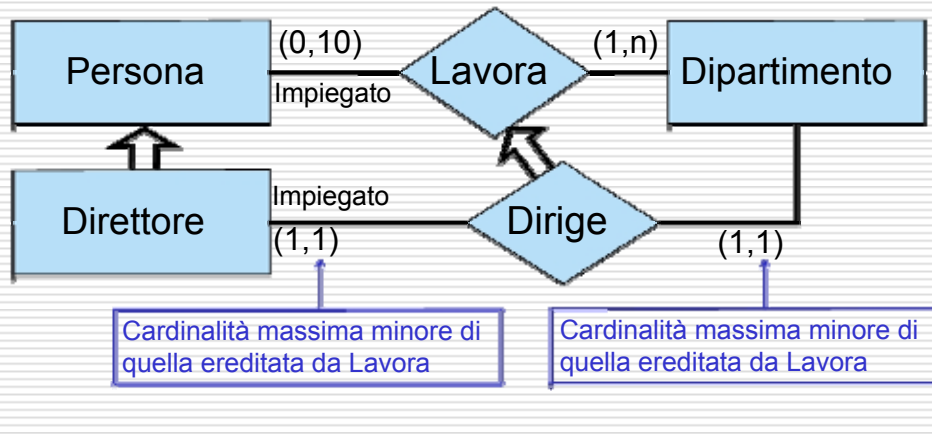 Persona
(0,10)
Impiegato
Lavora
(1,n)
Dipartimento
Direttore
Impiegato
(1,1)
Dirige
(1,1)
Cardinalità massima minore di
quella ereditata da Lavora
Cardinalità massima minore di
quella ereditata da Lavora